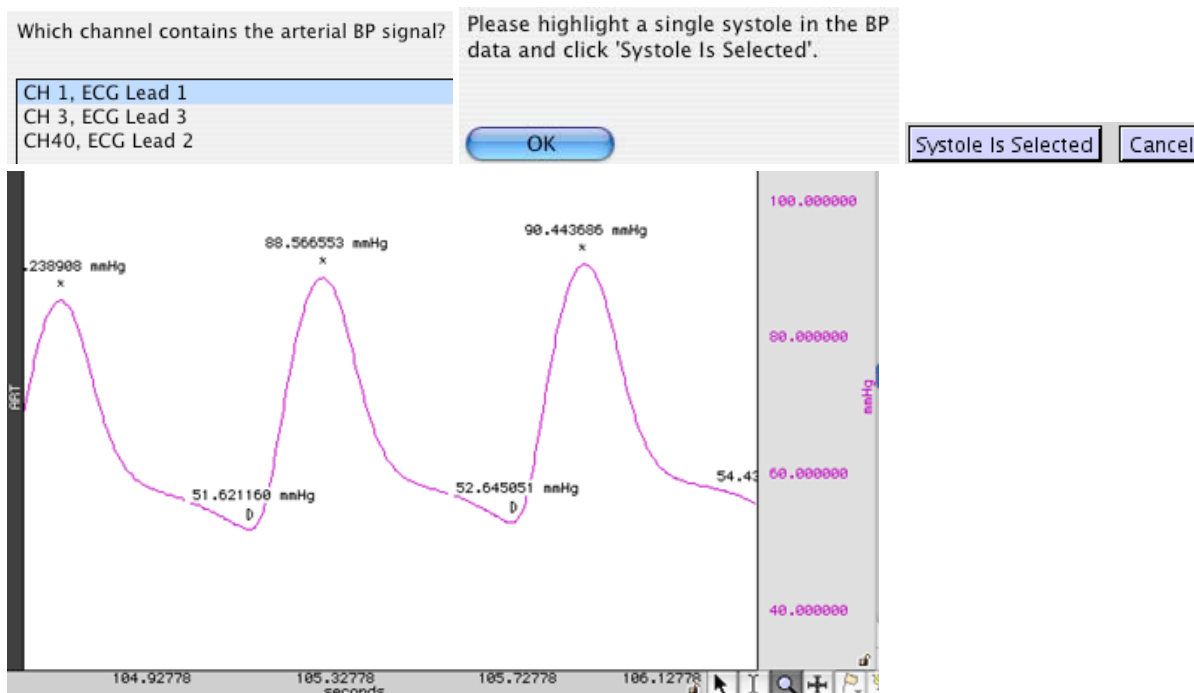 Which channel contains the arterial BP signal?
CH 1, ECG Lead 1
CH 3, ECG Lead 3
CH40, ECG Lead 2
Please highlight a single systole in the BP
data and click 'Systole Is Selected'.
OK
Systole Is Selected
Cancel
100.000000
90.443686 mmHg
88.566553 mmHg
.238908 mmHg
80.000000
mmHg
ART
60.000000
54.43
52.645051 mmHg
51.621160 mmHg
D
D
40.000000
104.92778 105.32778 105.72778 106.12778
seconds